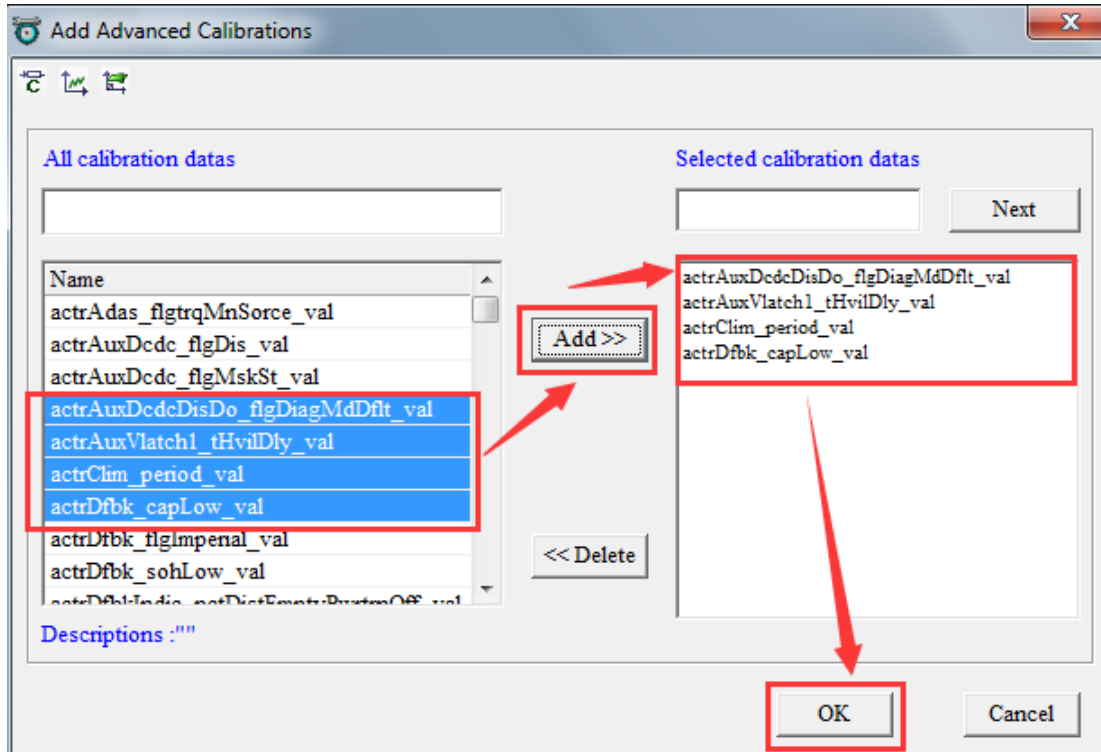 Add Advanced Calibrations
All calibration datas
Selected calibration datas
Next
Name
actrAdas_flgtrqMnSorce_val
actrAuxDcdc_flgDis_val
actrAuxDcdc_flgMskSt_val
actrAuxDcdcDisDo_flgDiagMdDflt_val
actrAuxVlatch1_tHvilDly_val
actrClim_period_val
actrDfbk_capLow_val
actrDfbk_flgImperial_val
actrDfbk_sohLow_val
Add >>
<< Delete
actrAuxDcdcDisDo_flgDiagMdDflt_val
actrAuxVlatch1_tHvilDly_val
actrClim_period_val
actrDfbk_capLow_val
Descriptions :""
OK
Cancel